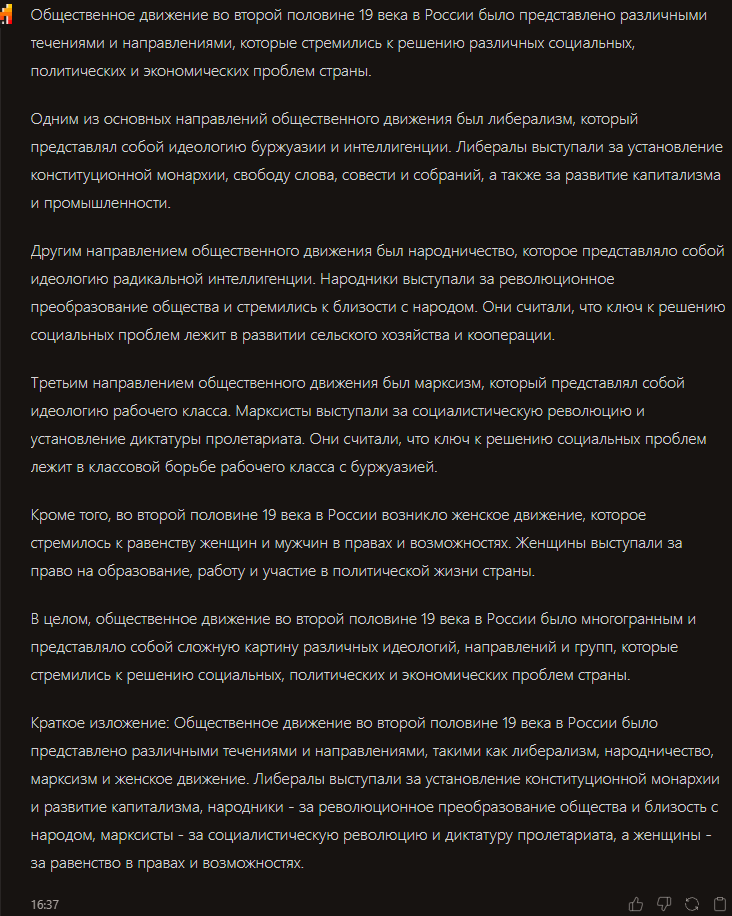 Общественное движение во второй половине 19 века в России было представлено различными
течениями и направлениями, которые стремились к решению различных социальных,
политических и экономических проблем страны.
Одним из основных направлений общественного движения был либерализм, который
представлял собой идеологию буржуазии и интеллигенции. Либералы выступали за установление
конституционной монархии, свободу слова, совести и собраний, а также за развитие капитализма
и промышленности.
Другим направлением общественного движения был народничество, которое представляло собой
идеологию радикальной интеллигенции. Народники выступали за революционное
преобразование общества и стремились к близости с народом. Они считали, что ключ к решению
социальных проблем лежит в развитии сельского хозяйства и кооперации.
Третьим направлением общественного движения был марксизм, который представлял собой
идеологию рабочего класса. Марксисты выступали за социалистическую революцию и
установление диктатуры пролетариата. Они считали, что ключ к решению социальных проблем
лежит в классовой борьбе рабочего класса с буржуазией.
Кроме того, во второй половине 19 века в России возникло женское движение, которое
стремилось к равенству женщин и мужчин в правах и возможностях. Женщины выступали за
право на образование, работу и участие в политической жизни страны.
В целом, общественное движение во второй половине 19 века в России было многогранным и
представляло собой сложную картину различных идеологий, направлений и групп, которые
стремились к решению социальных, политических и экономических проблем страны.
Краткое изложение: Общественное движение во второй половине 19 века в России было
представлено различными течениями и направлениями, такими как либерализм, народничество,
марксизм и женское движение. Либералы выступали за установление конституционной монархии
и развитие капитализма, народники - за революционное преобразование общества и близость с
народом, марксисты - за социалистическую революцию и диктатуру пролетариата, а женщины -
за равенство в правах и возможностях.
16:37